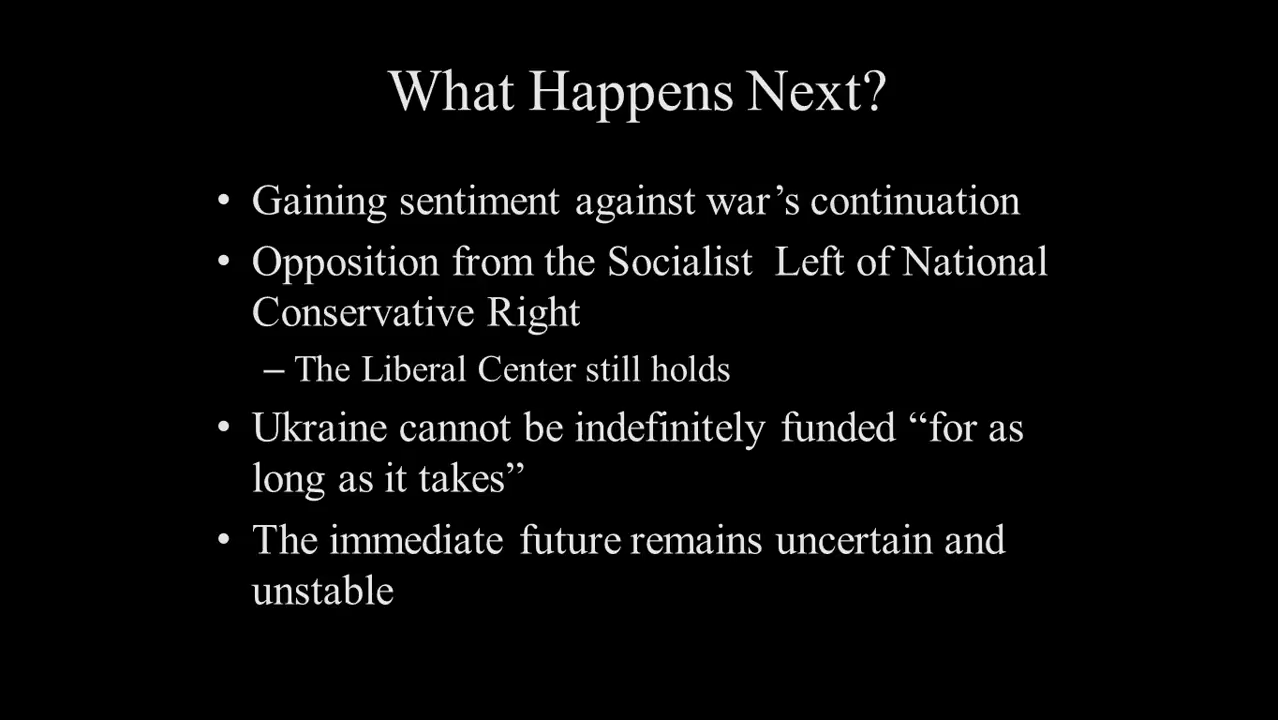 What Happens Next?
• Gaining sentiment against war’s continuation
• Opposition from the Socialist Left of National
Conservative Right
– The Liberal Center still holds
• Ukraine cannot be indefinitely funded “for as
long as it takes”
• The immediate future remains uncertain and
unstable